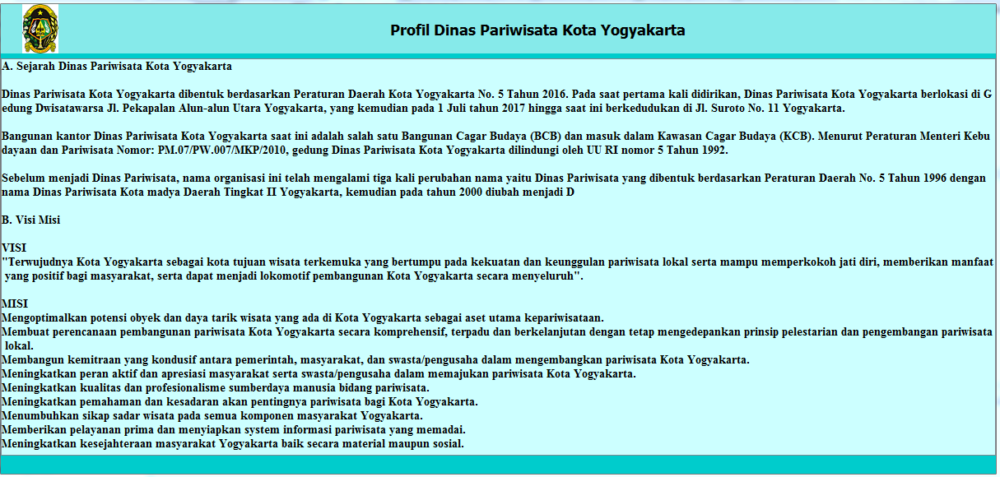 Profil Dinas Pariwisata Kota Yogyakarta
A. Sejarah Dinas Pariwisata Kota Yogyakarta
Dinas Pariwisata Kota Yogyakarta dibentuk berdasarkan Peraturan Daerah Kota Yogyakarta No. 5 Tahun 2016. Pada saat pertama kali didirikan, Dinas Pariwisata Kota Yogyakarta berlokasi di G
edung Dwisatawarsa Jl. Pekapalan Alun-alun Utara Yogyakarta, yang kemudian pada 1 Juli tahun 2017 hingga saat ini berkedudukan di Jl. Suroto No. 11 Yogyakarta.
Bangunan kantor Dinas Pariwisata Kota Yogyakarta saat ini adalah salah satu Bangunan Cagar Budaya (BCB) dan masuk dalam Kawasan Cagar Budaya (KCB). Menurut Peraturan Menteri Kebu
dayaan dan Pariwisata Nomor: PM.07/PW.007/MKP/2010, gedung Dinas Pariwisata Kota Yogyakarta dilindungi oleh UU RI nomor 5 Tahun 1992.
Sebelum menjadi Dinas Pariwisata, nama organisasi ini telah mengalami tiga kali perubahan nama yaitu Dinas Pariwisata yang dibentuk berdasarkan Peraturan Daerah No. 5 Tahun 1996 dengan
nama Dinas Pariwisata Kota madya Daerah Tingkat II Yogyakarta, kemudian pada tahun 2000 diubah menjadi D
B. Visi Misi
VISI
"Terwujudnya Kota Yogyakarta sebagai kota tujuan wisata terkemuka yang bertumpu pada kekuatan dan keunggulan pariwisata lokal serta mampu memperkokoh jati diri, memberikan manfaat
yang positif bagi masyarakat, serta dapat menjadi lokomotif pembangunan Kota Yogyakarta secara menyeluruh".
MISI
Mengoptimalkan potensi obyek dan daya tarik wisata yang ada di Kota Yogyakarta sebagai aset utama kepariwisataan.
Membuat perencanaan pembangunan pariwisata Kota Yogyakarta secara komprehensif, terpadu dan berkelanjutan dengan tetap mengedepankan prinsip pelestarian dan pengembangan pariwisata
lokal.
Membangun kemitraan yang kondusif antara pemerintah, masyarakat, dan swasta/pengusaha dalam mengembangkan pariwisata Kota Yogyakarta.
Meningkatkan peran aktif dan apresiasi masyarakat serta swasta/pengusaha dalam memajukan pariwisata Kota Yogyakarta.
Meningkatkan kualitas dan profesionalisme sumberdaya manusia bidang pariwisata.
Meningkatkan pemahaman dan kesadaran akan pentingnya pariwisata bagi Kota Yogyakarta.
Menumbuhkan sikap sadar wisata pada semua komponen masyarakat Yogyakarta.
Memberikan pelayanan prima dan menyiapkan system informasi pariwisata yang memadai.
Meningkatkan kesejahteraan masyarakat Yogyakarta baik secara material maupun sosial.